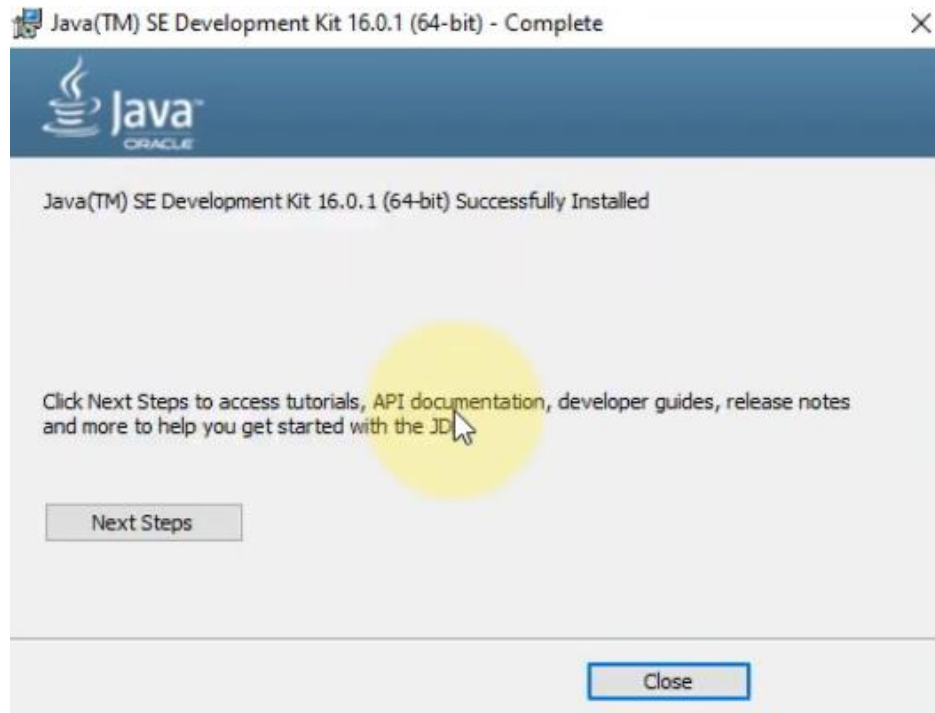 Java(TM) SE Development Kit 16.0.1 (64-bit) - Complete
Java™
ORACLE
Java(TM) SE Development Kit 16.0.1 (64-bit) Successfully Installed
Click Next Steps to access tutorials, API documentation, developer guides, release notes
and more to help you get started with the JD
Next Steps
Close